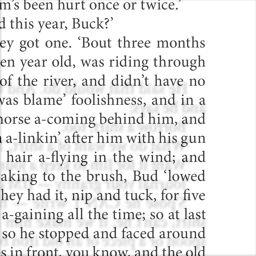 m's been hurt once or twice.'
d this year, Buck?'
ey got one. 'Bout three months
en year old, was riding through
of the river, and didn't have no
was blame' foolishness, and in a
horse a-coming behind him, and
a-linkin' after him with his gun
hair a-flying in the wind; and
aking to the brush, Bud 'lowed
hey had it, nip and tuck, for five
a-gaining all the time; so at last
so he stopped and faced around
s in front, you know, and the old